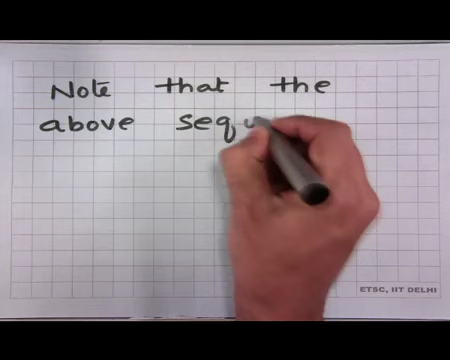 Note that the
above sequ
ETSC, IIT DELHI